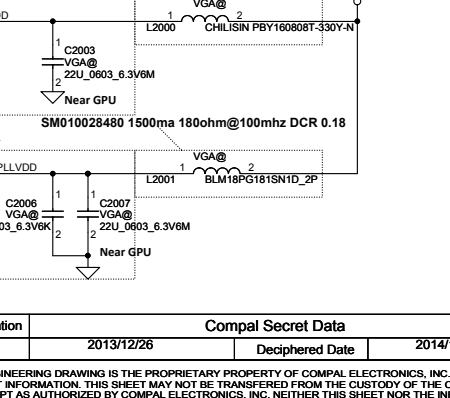 VGA@
DD
1
2
L2000
CHILISIN PBY160808T-330Y-N
1
C2003
VGA@
22U_0603_6.3V6M
2
Near GPU
SM010028480 1500ma 180ohm@100mhz DCR 0.18
VGA@
PLLVDD
1
2
L2001
BLM18PG181SN1D_2P
1
1
C2006
C2007
VGA@
VGA@
03_6.3V6K
22U_0603_6.3V6M
2
2
Near GPU
ation
Compal Secret Data
2013/12/26
Deciphered Date
2014/
GINEERING DRAWING IS THE PROPRIETARY PROPERTY OF COMPAL ELECTRONICS, INC.
T INFORMATION. THIS SHEET MAY NOT BE TRANSFERED FROM THE CUSTODY OF THE C
PT AS AUTHORIZED BY COMPAL ELECTRONICS, INC. NEITHER THIS SHEET NOR THE INF